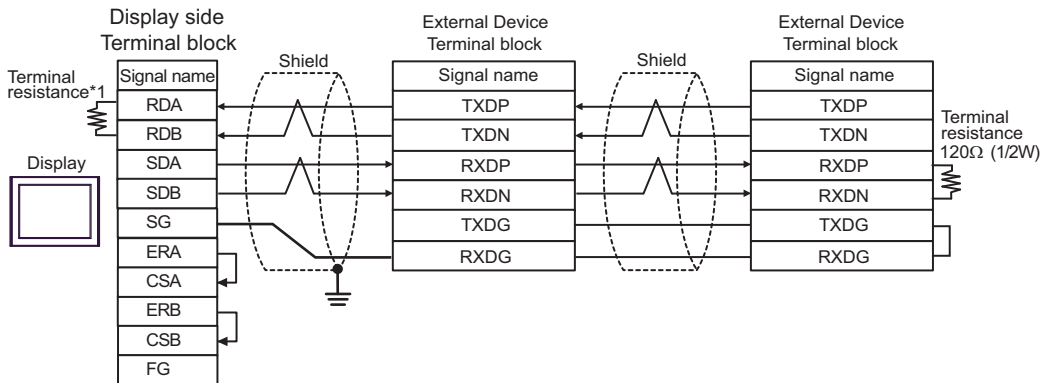 Display side
Terminal block
External Device
Terminal block
External Device
Terminal block
Terminal
resistance*1
Signal name
Shield
Signal name
Shield
Signal name
RDA
TXDP
TXDP
RDB
TXDN
TXDN
Terminal
resistance
120Ω (1/2W)
Display
SDA
RXDP
RXDP
SDB
RXDN
RXDN
SG
TXDG
TXDG
ERA
RXDG
RXDG
CSA
ERB
CSB
FG